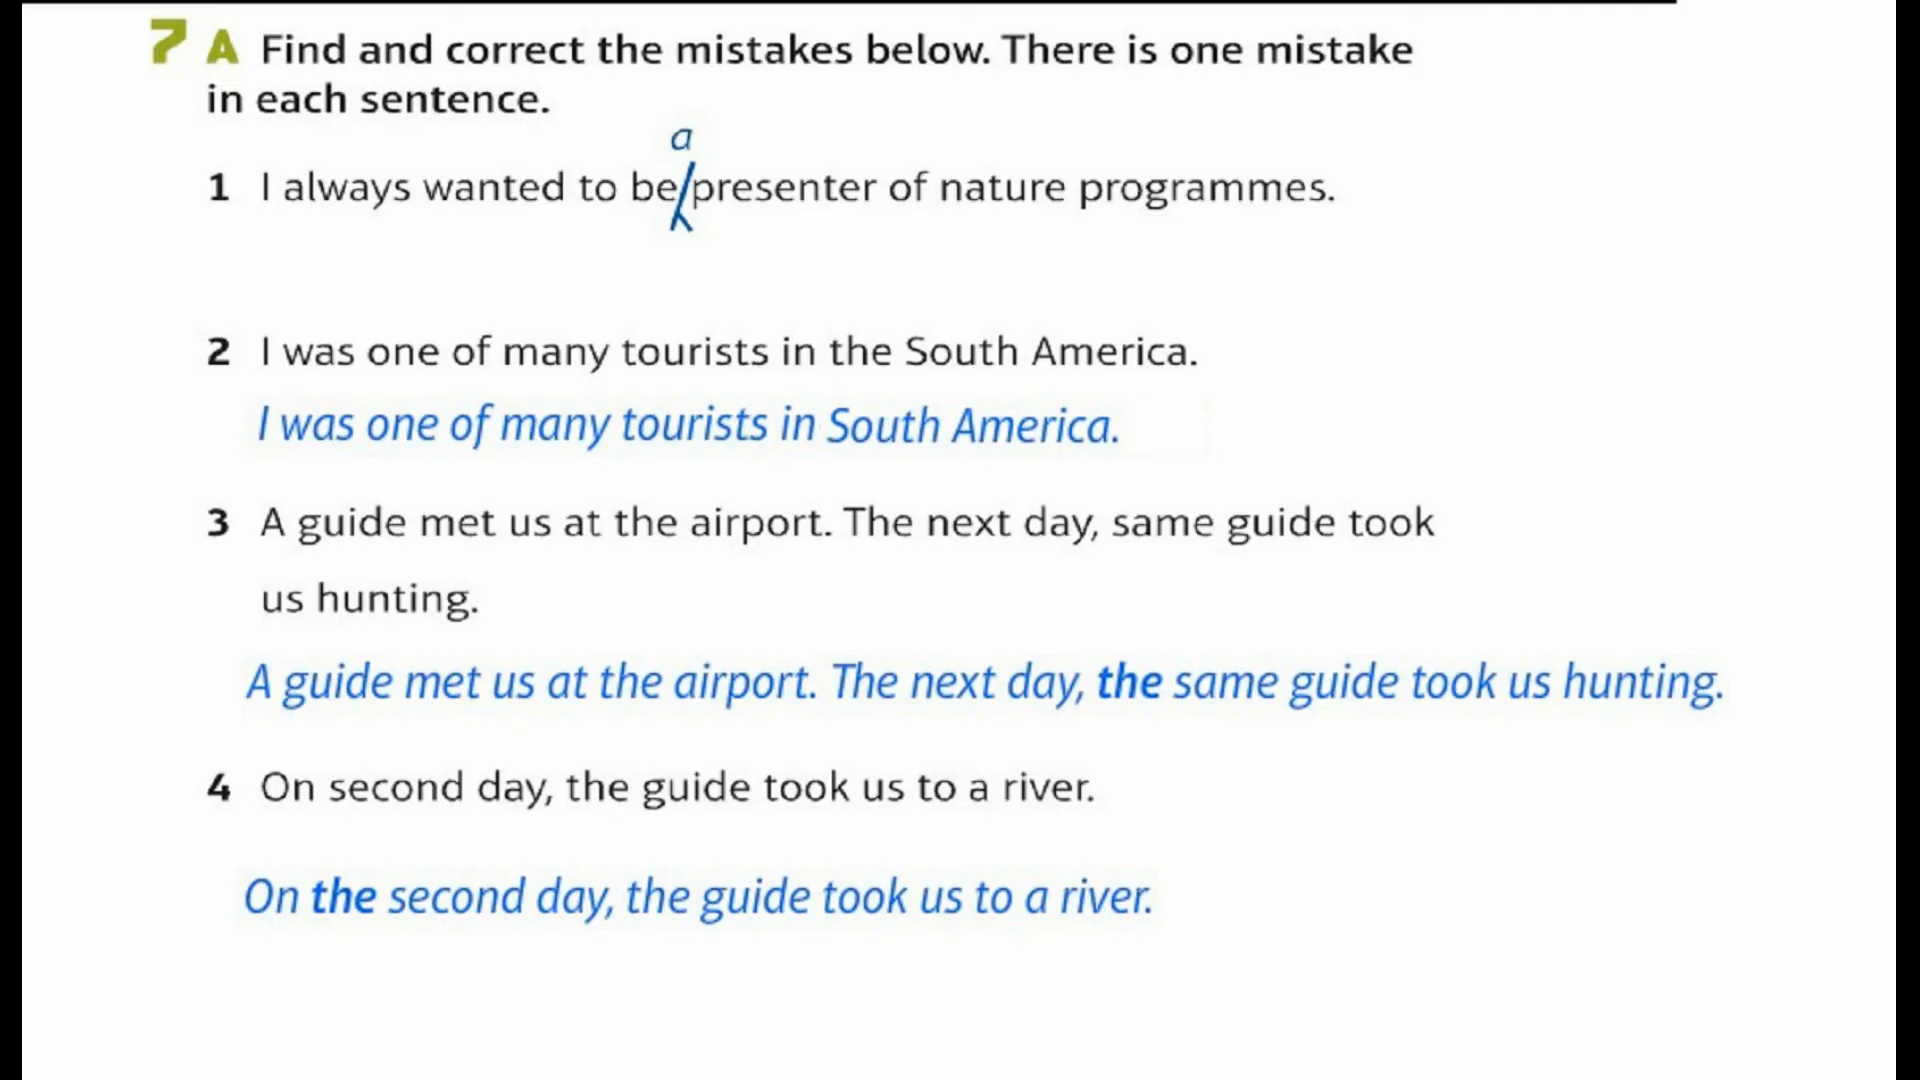 7 A Find and correct the mistakes below. There is one mistake
in each sentence.
a
1 I always wanted to be presenter of nature programmes.
2 I was one of many tourists in the South America.
I was one of many tourists in South America.
3 A guide met us at the airport. The next day, same guide took
us hunting.
A guide met us at the airport. The next day, the same guide took us hunting.
4 On second day, the guide took us to a river.
On the second day, the guide took us to a river.